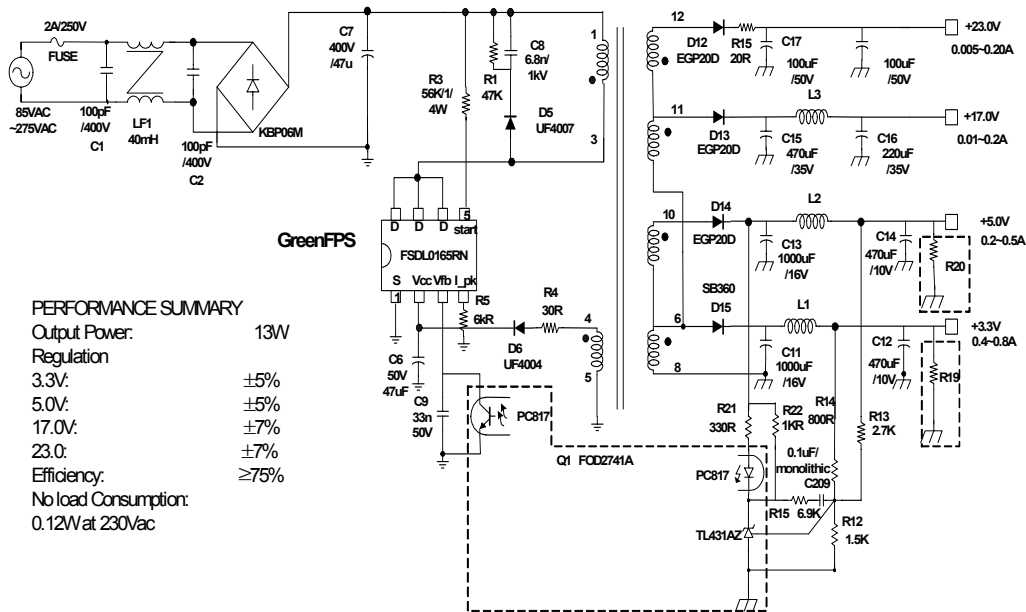 2A/250V
FUSE
85VAC
~275VAC
100pF
/400V
C1
LF1
40mH
100pF
/400V
C2
KBP06M
C7
400V
/47u
R3
56K/1/
4W
R1
47K
C8
6.8n/
1kV
D5
UF4007
1
3
12
D12
EGP20D
R15
20R
C17
100uF
/50V
100uF
/50V
+23.0V
0.005~0.20A
11
D13
EGP20D
C15
470uF
/35V
L3
C16
220uF
/35V
+17.0V
0.01~0.2A
10
D14
EGP20D
C13
1000uF
/16V
L2
C14
470uF
/10V
R20
+5.0V
0.2~0.5A
6
8
SB360
D15
C11
1000uF
/16V
L1
C12
470uF
/10V
R19
+3.3V
0.4~0.8A
GreenFPS
D
D
D
5
start
FSDL0165RN
S
Vcc
Vfb
I_pk
1
R5
6kR
C6
50V
47uF
C9
33n
50V
D6
UF4004
R4
30R
4
5
PC817
Q1 FOD2741A
R21
330R
R22
1KR
R14
800R
R13
2.7K
PC817
0.1uF/
monolithic
C209
R15
6.9K
TL431AZ
R12
1.5K
PERFORMANCE SUMMARY
Output Power: 13W
Regulation
3.3V: ±5%
5.0V: ±5%
17.0V: ±7%
23.0: ±7%
Efficiency: ≥75%
No load Consumption:
0.12W at 230Vac